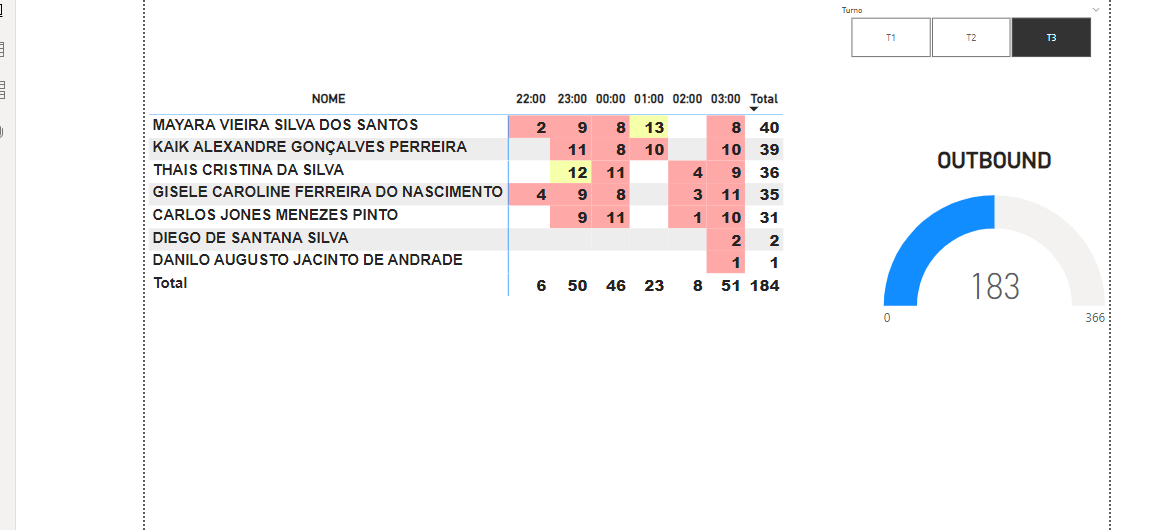 Turno
T1 T2 T3
NOME 22:00 23:00 00:00 01:00 02:00 03:00 Total
MAYARA VIEIRA SILVA DOS SANTOS 2 9 8 13 8 40
KAIK ALEXANDRE GONÇALVES PERREIRA 11 8 10 10 39
THAIS CRISTINA DA SILVA 12 11 4 9 36
GISELE CAROLINE FERREIRA DO NASCIMENTO 4 9 8 3 11 35
CARLOS JONES MENEZES PINTO 9 11 1 10 31
DIEGO DE SANTANA SILVA 2 2
DANILO AUGUSTO JACINTO DE ANDRADE 1 1
Total 6 50 46 23 8 51 184
OUTBOUND
183
0 366